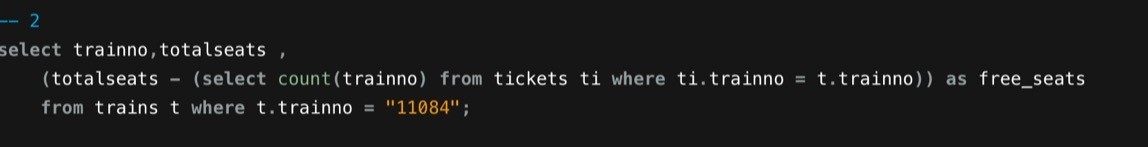 -- 2
select trainno,totalseats ,
(totalseats - (select count(trainno) from tickets ti where ti.trainno = t.trainno)) as free_seats
from trains t where t.trainno = "11084";